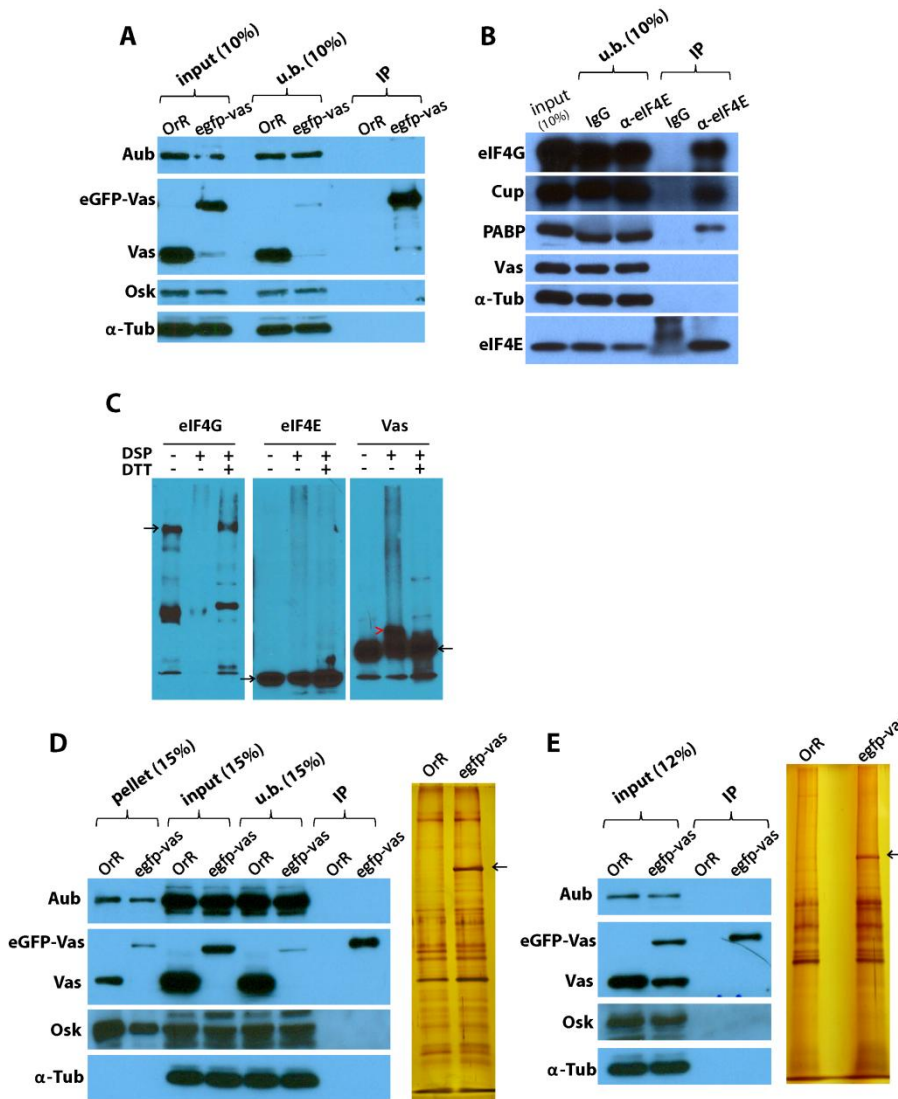 A
input (10%)
u.b. (10%)
IP
OrR
egfp-vas
OrR
egfp-vas
OrR
egfp-vas
Aub
eGFP-Vas
Vas
Osk
α-Tub
B
u.b. (10%)
IP
input
(10%)
IgG
α-eIF4E
IgG
α-eIF4E
eIF4G
Cup
PABP
Vas
α-Tub
eIF4E
C
eIF4G eIF4E Vas
DSP - + + - + + - + +
DTT - - + - - + - - +
D
pellet (15%)
input (15%)
u.b. (15%)
IP
OrR
egfp-vas
OrR
egfp-vas
OrR
egfp-vas
OrR
egfp-vas
Aub
eGFP-Vas
Vas
Osk
α-Tub
OrR
egfp-vas
E
input (12%)
IP
OrR
egfp-vas
OrR
egfp-vas
Aub
eGFP-Vas
Vas
Osk
α-Tub
OrR
egfp-vas